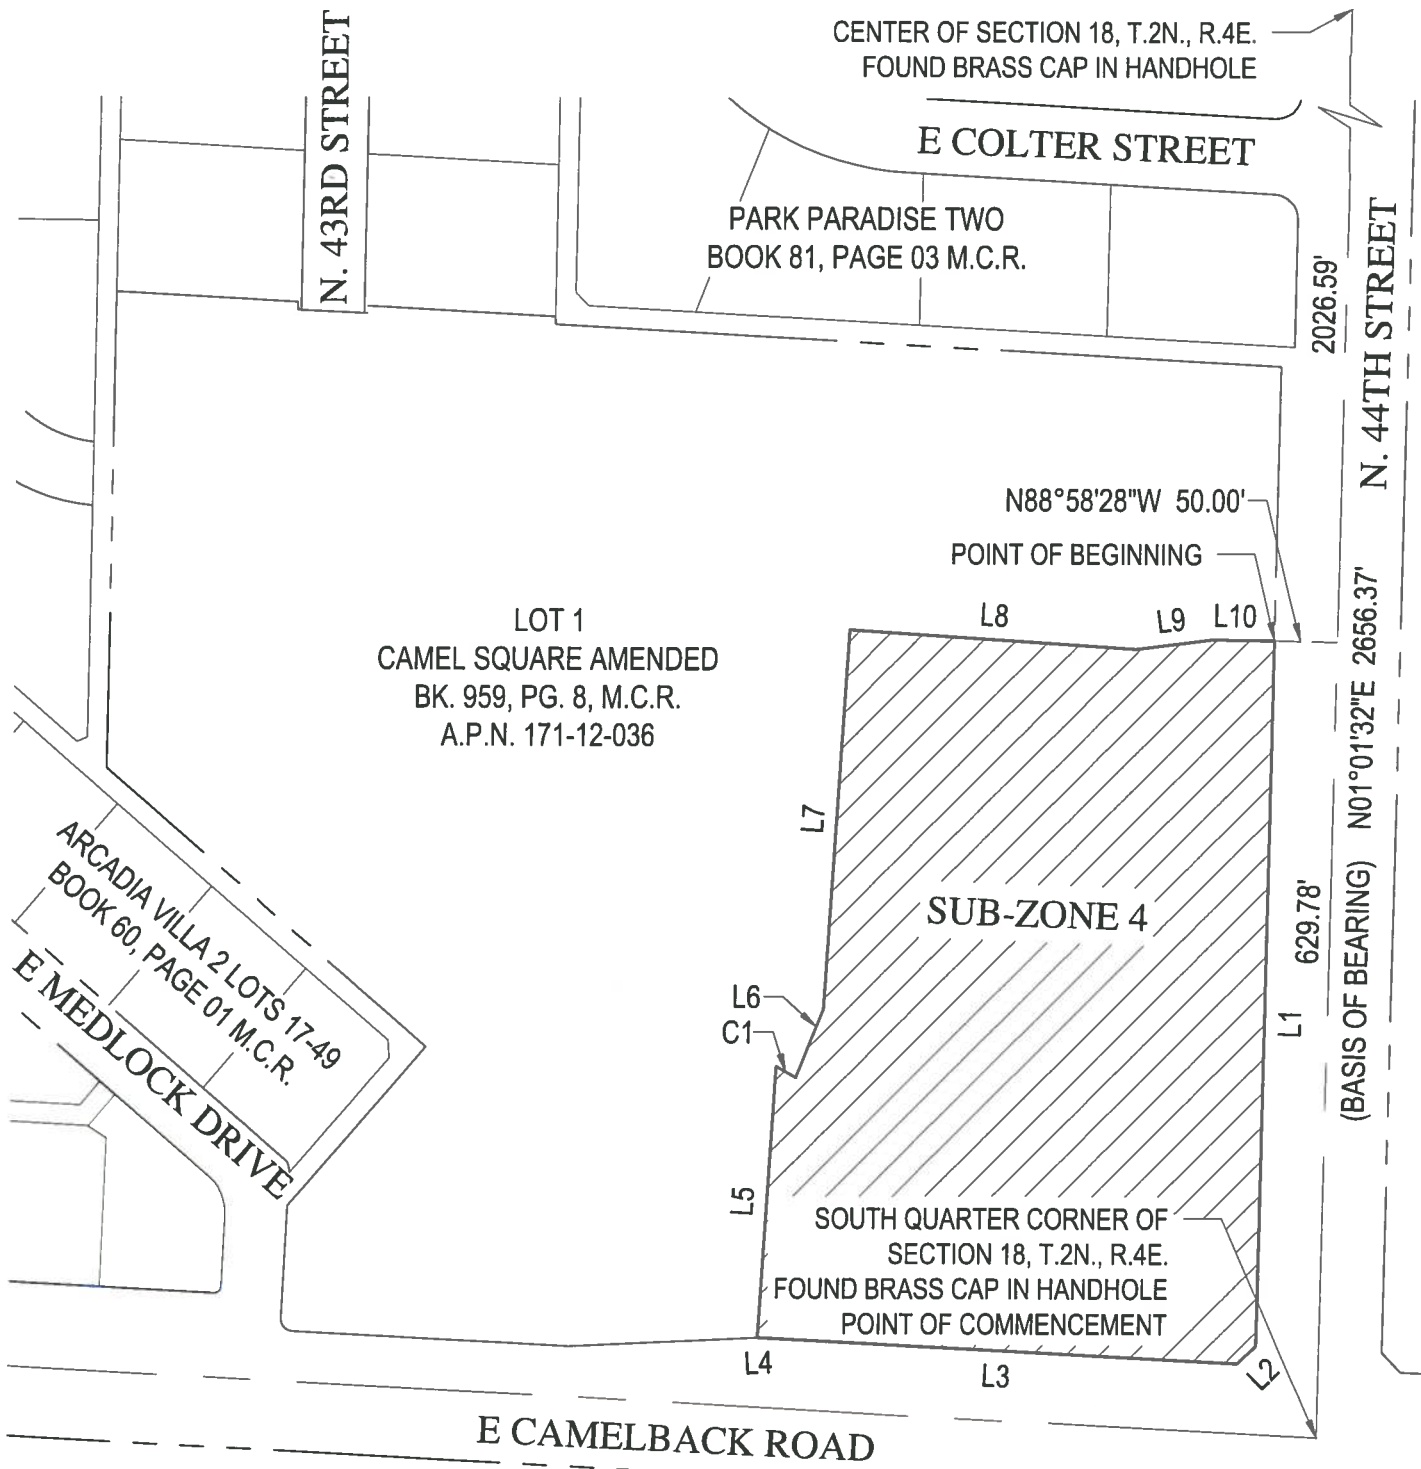 CENTER OF SECTION 18, T.2N., R.4E.
FOUND BRASS CAP IN HANDHOLE
N. 43RD STREET
E COLTER STREET
PARK PARADISE TWO
BOOK 81, PAGE 03 M.C.R.
2026.59'
N. 44TH STREET
N88°58'28"W 50.00'
POINT OF BEGINNING
L8
L9
L10
LOT 1
CAMEL SQUARE AMENDED
BK. 959, PG. 8, M.C.R.
A.P.N. 171-12-036
(BASIS OF BEARING) N01°01'32"E 2656.37'
L7
ARCADIA VILLA 2 LOTS 17-49
BOOK 60, PAGE 01 M.C.R.
E MEDLOCK DRIVE
SUB-ZONE 4
629.78'
L6
C1
L1
L5
SOUTH QUARTER CORNER OF
SECTION 18, T.2N., R.4E.
FOUND BRASS CAP IN HANDHOLE
POINT OF COMMENCEMENT
L4
L3
L2
E CAMELBACK ROAD